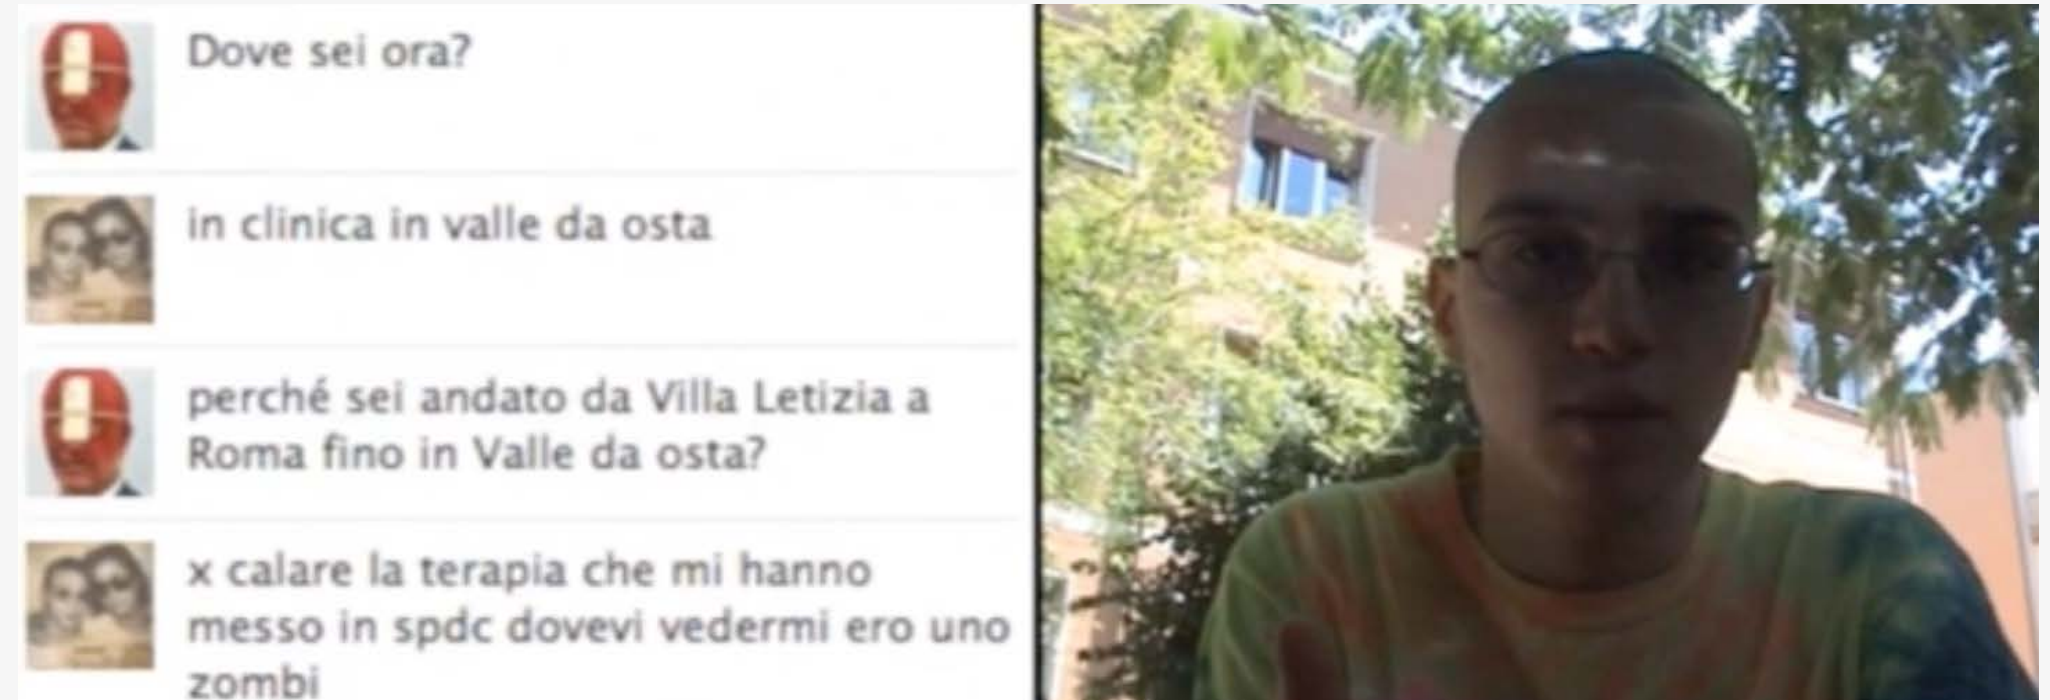 Dove sei ora?
in clinica in valle da osta
perché sei andato da Villa Letizia a
Roma fino in Valle da osta?
x calare la terapia che mi hanno
messo in spdc dovevi vedermi ero uno
zombi